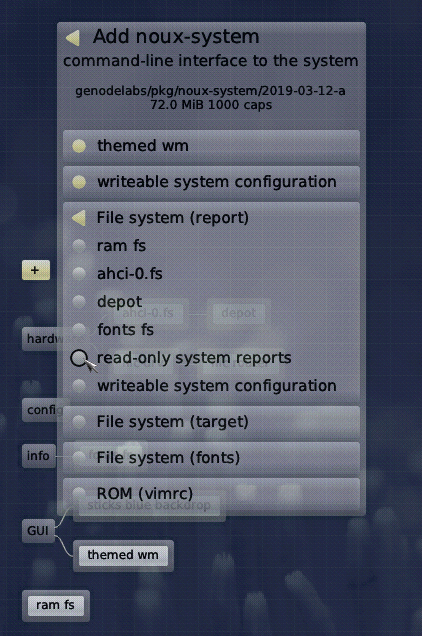 Add noux-system
command-line interface to the system
genodelabs/pkg/noux-system/2019-03-12-a
72.0 MiB 1000 caps
themed wm
writeable system configuration
File system (report)
ram fs
ahci-0.fs
depot
fonts fs
read-only system reports
writeable system configuration
File system (target)
File system (fonts)
ROM (vimrc)
+
ahci-0.fs
depot
hardw
config
info
sticks blue backdrop
GUI
themed wm
ram fs